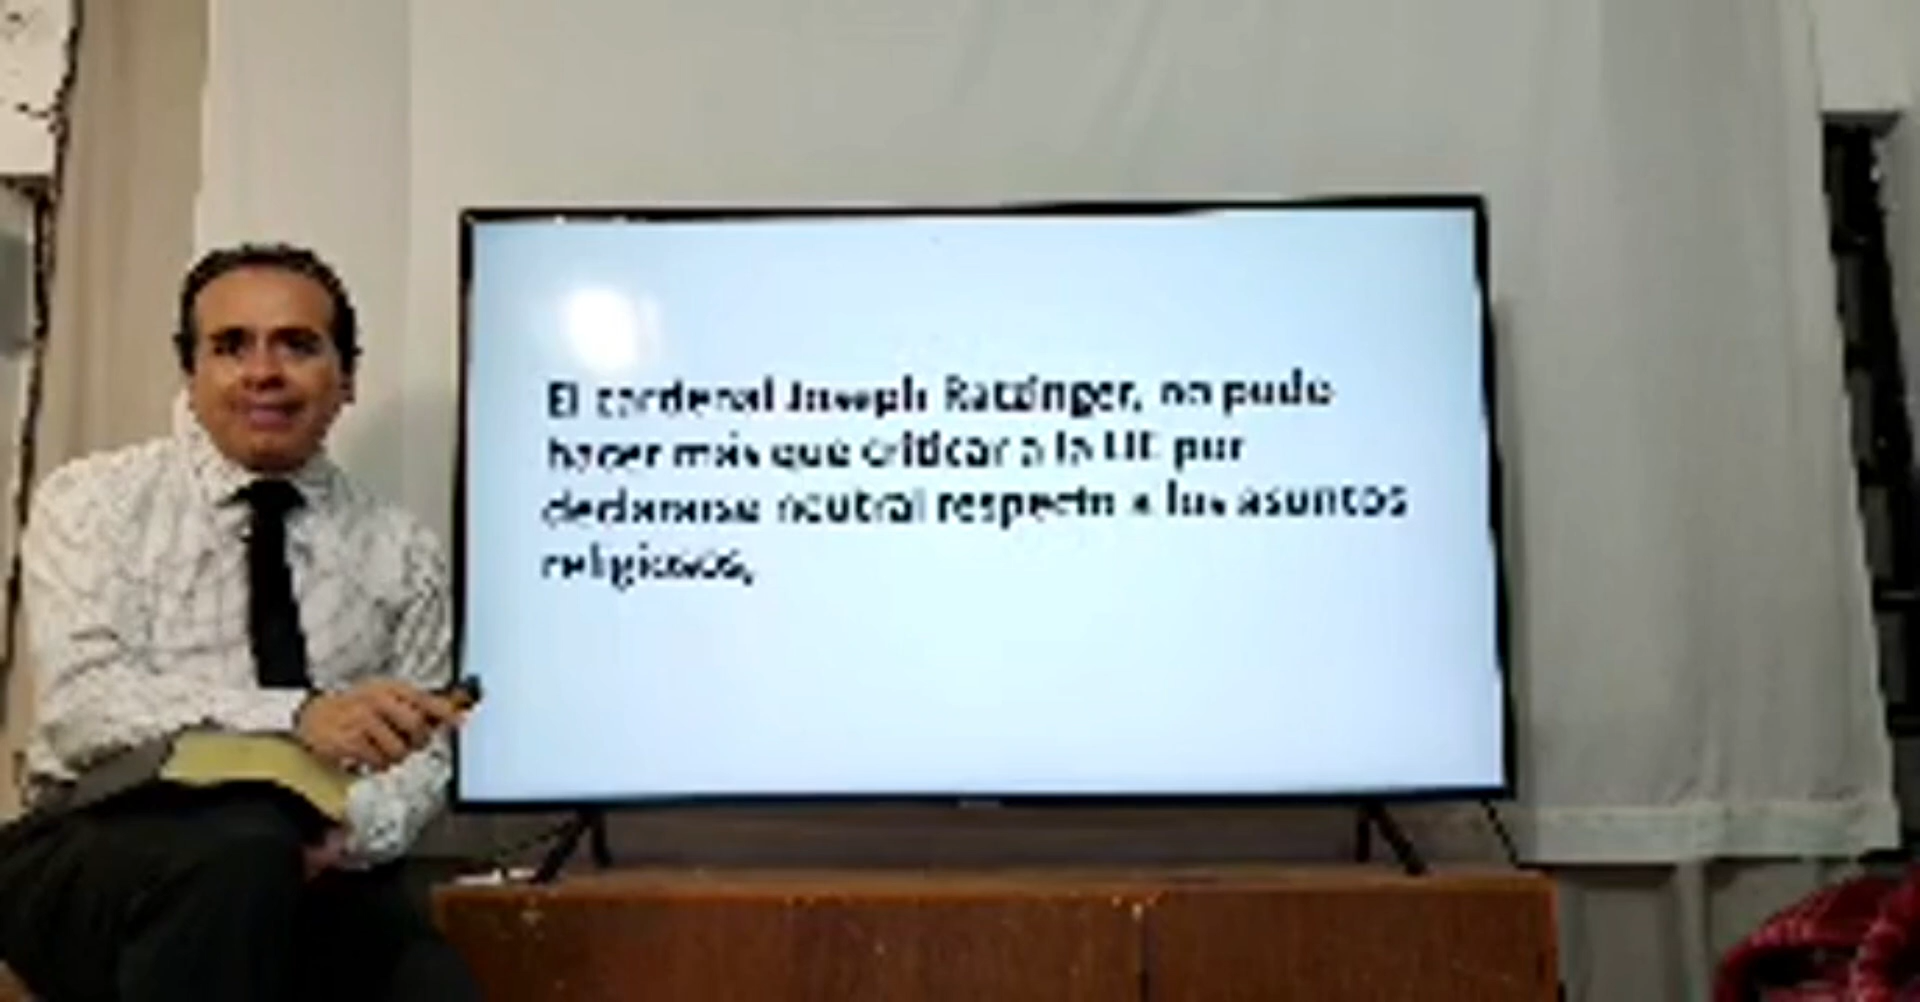 El cardenal Joseph Ratzinger, no pudo
hacer más que criticar a la UE por
declararse neutral respecto a los asuntos
religiosos,